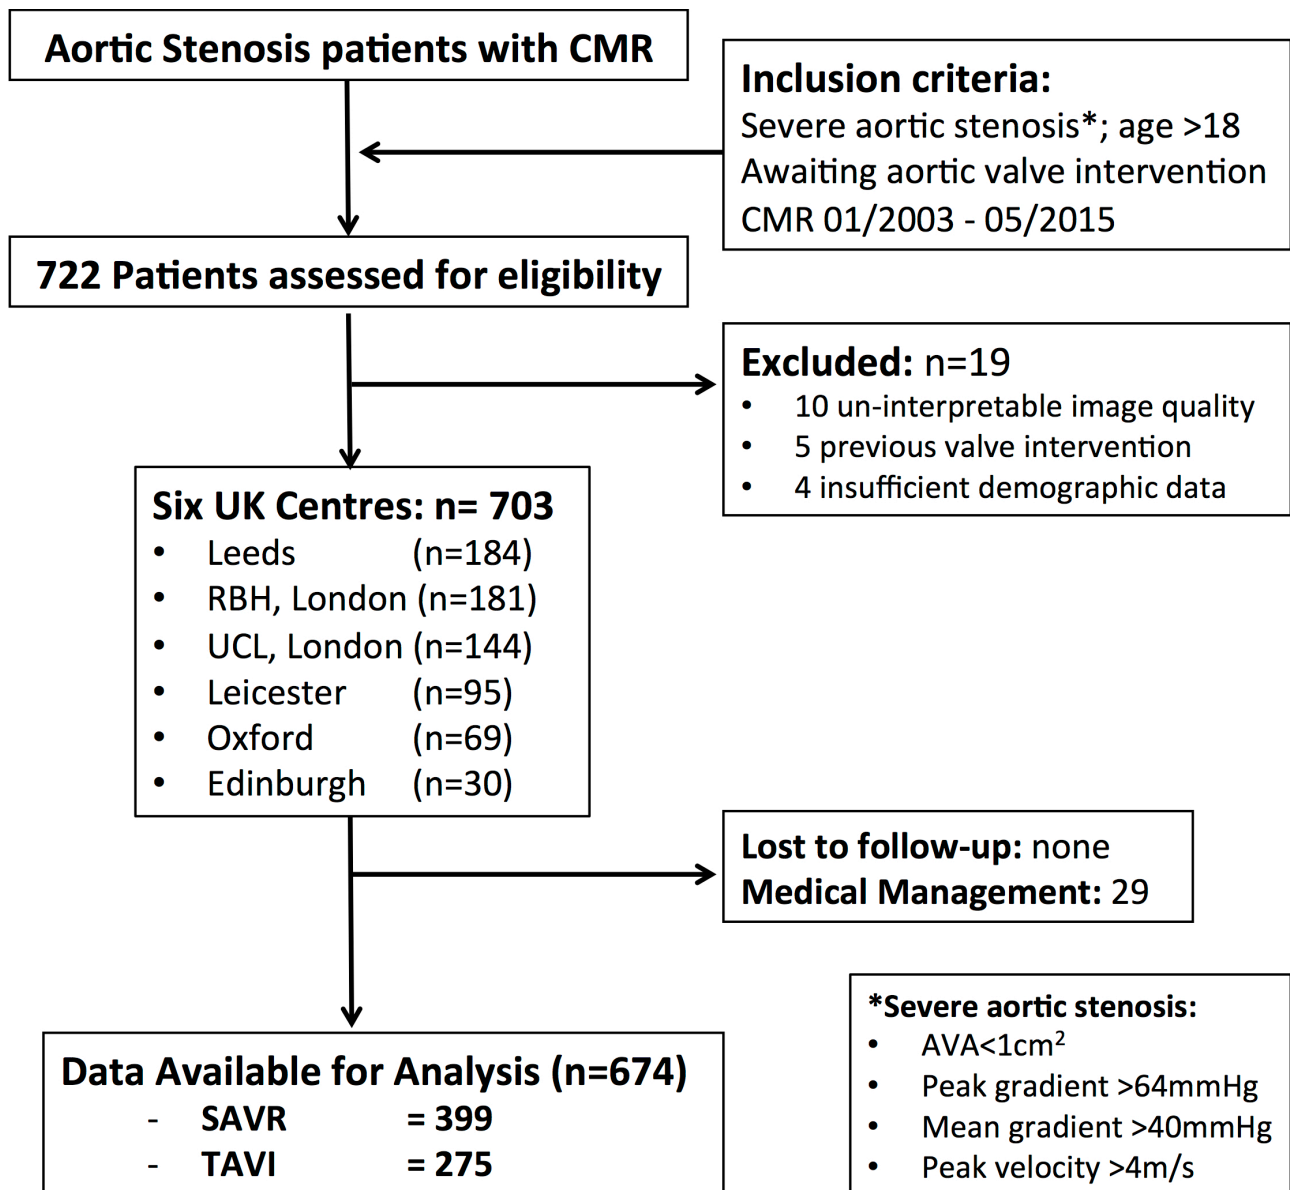 Aortic Stenosis patients with CMR
Inclusion criteria:
Severe aortic stenosis*; age >18
Awaiting aortic valve intervention
CMR 01/2003 - 05/2015
722 Patients assessed for eligibility
Excluded: n=19
• 10 un-interpretable image quality
• 5 previous valve intervention
• 4 insufficient demographic data
Six UK Centres: n= 703
• Leeds (n=184)
• RBH, London (n=181)
• UCL, London (n=144)
• Leicester (n=95)
• Oxford (n=69)
• Edinburgh (n=30)
Lost to follow-up: none
Medical Management: 29
Data Available for Analysis (n=674)
- SAVR = 399
- TAVI = 275
*Severe aortic stenosis:
• AVA<1cm²
• Peak gradient >64mmHg
• Mean gradient >40mmHg
• Peak velocity >4m/s